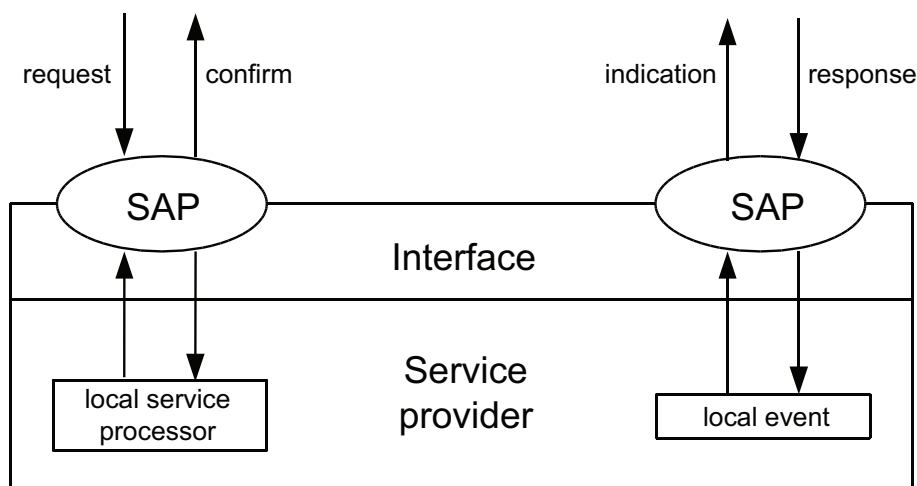 request
confirm
indication
response
SAP
SAP
Interface
Service
provider
local service
processor
local event